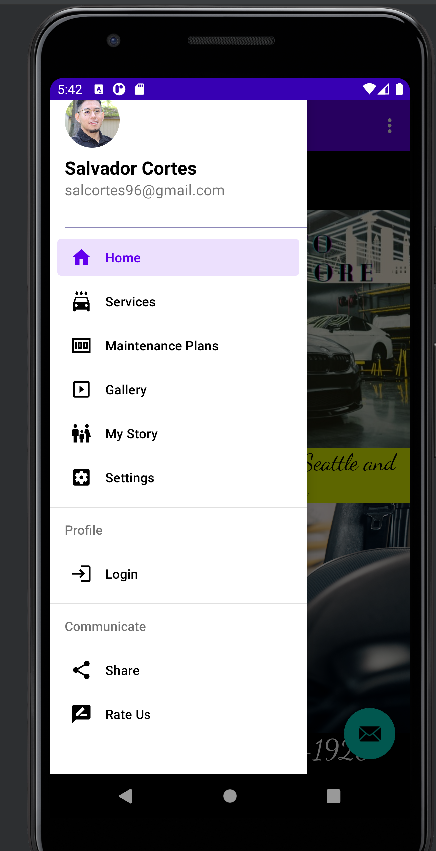 5:42
Salvador Cortes
salcortes96@gmail.com
Home
O
ORE
Services
Maintenance Plans
Gallery
My Story
Seattle and
Settings
Profile
Login
Communicate
Share
Rate Us